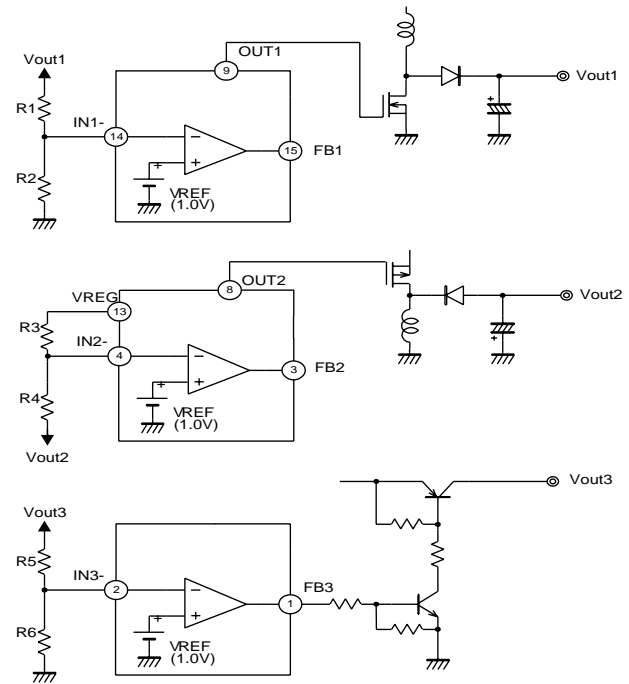 OUT1
9
Vout1
Vout1
R1
IN1-
14
15
FB1
R2
VREF
(1.0V)
OUT2
8
VREG
13
Vout2
R3
IN2-
4
3
FB2
R4
VREF
(1.0V)
Vout2
Vout3
Vout3
R5
IN3-
2
1
FB3
R6
VREF
(1.0V)